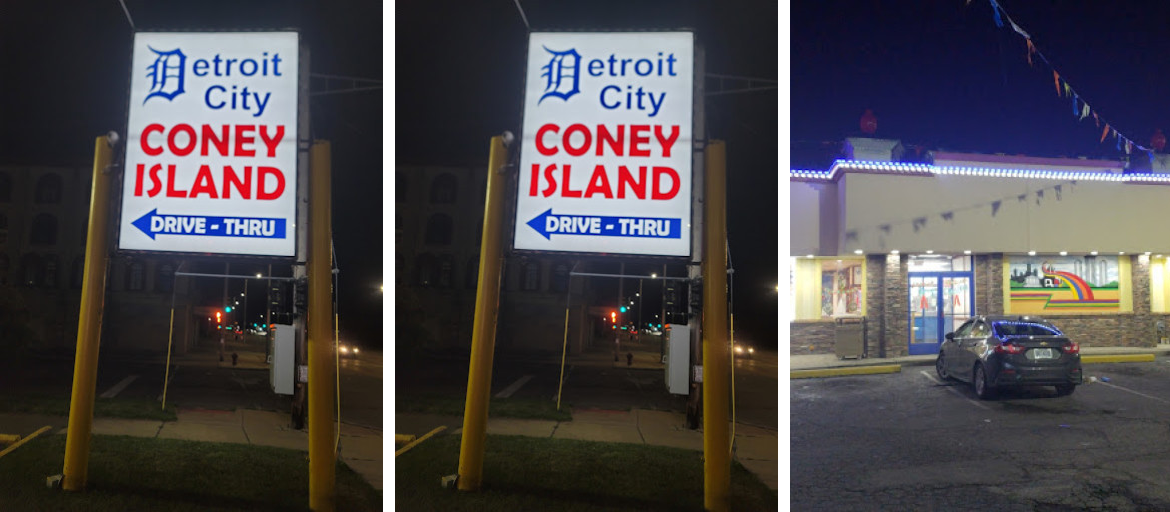 Detroit
City
CONEY
ISLAND
DRIVE - THRU
Detroit
City
CONEY
ISLAND
DRIVE - THRU